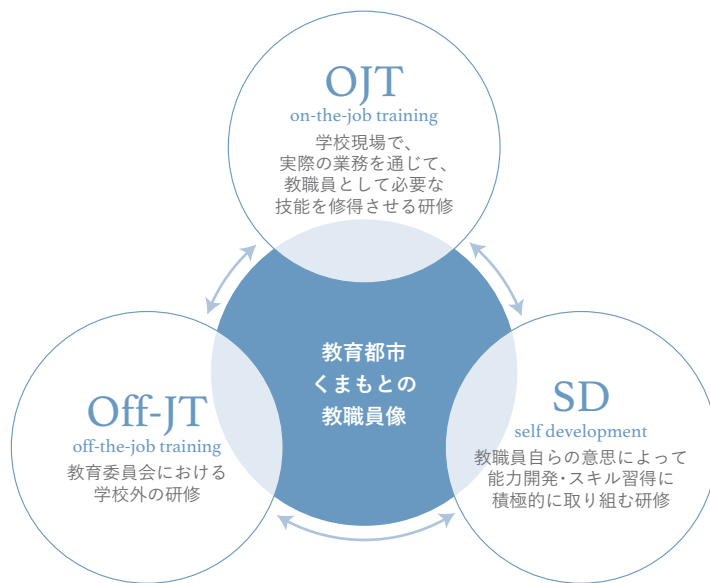 OJT
on-the-job training
学校現場で、
実際の業務を通じて、
教職員として必要な
技能を修得させる研修
教育都市
くまもとの
教職員像
Off-JT
off-the-job training
教育委員会における
学校外の研修
SD
self development
教職員自らの意思によって
能力開発・スキル習得に
積極的に取り組む研修